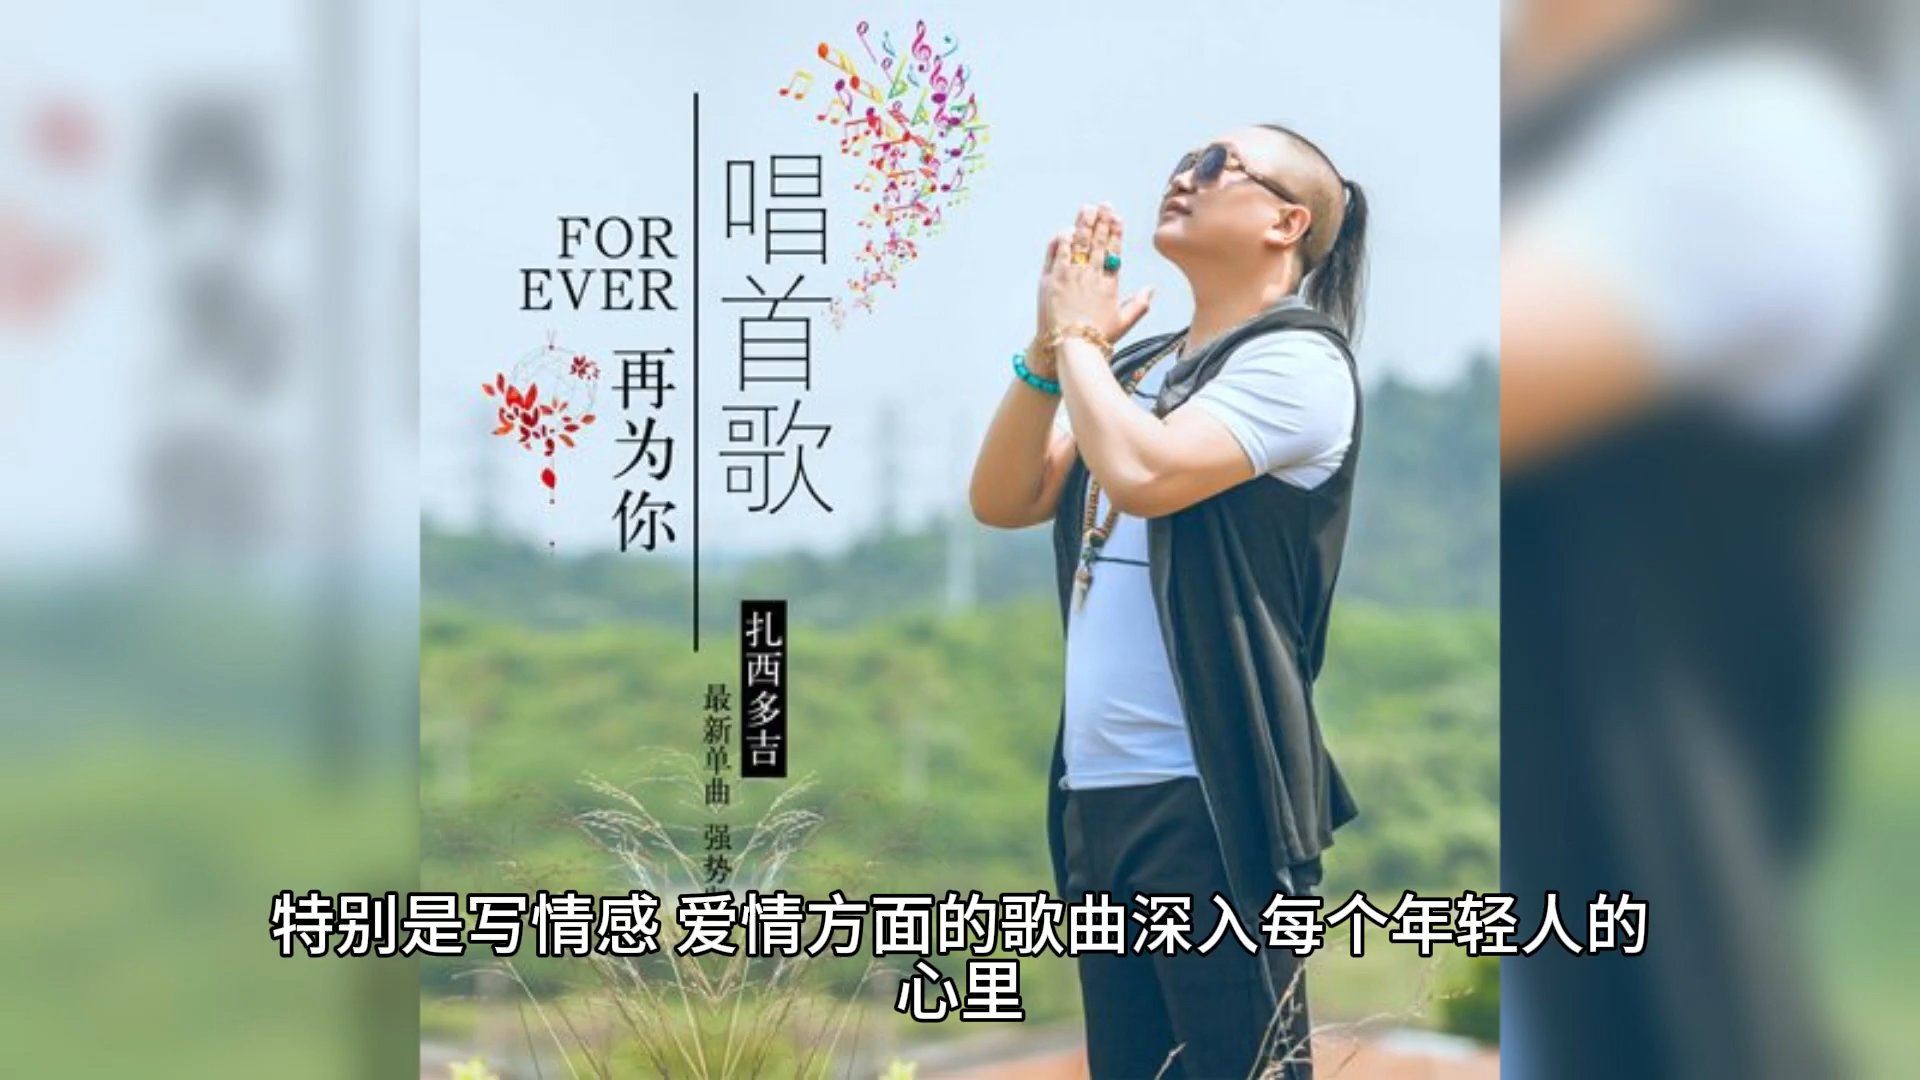 FOR
EVER
再为你
唱首歌
扎西多吉
最新单曲 强势
特别是写情感 爱情方面的歌曲深入每个年轻人的
心里